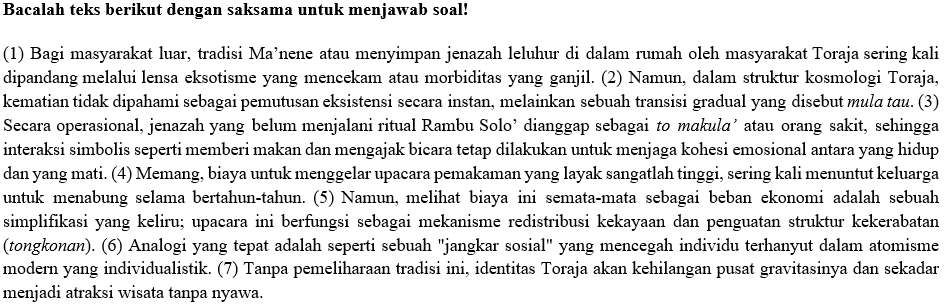 Bacalah teks berikut dengan saksama untuk menjawab soal!
(1) Bagi masyarakat luar, tradisi Ma’nene atau menyimpan jenazah leluhur di dalam rumah oleh masyarakat Toraja sering kali
dipandang melalui lensa eksotisme yang mencekam atau morbiditas yang ganjil. (2) Namun, dalam struktur kosmologi Toraja,
kematian tidak dipahami sebagai pemutusan eksistensi secara instan, melainkan sebuah transisi gradual yang disebut mula tau. (3)
Secara operasional, jenazah yang belum menjalani ritual Rambu Solo’ dianggap sebagai to makula’ atau orang sakit, sehingga
interaksi simbolis seperti memberi makan dan mengajak bicara tetap dilakukan untuk menjaga kohesi emosional antara yang hidup
dan yang mati. (4) Memang, biaya untuk menggelar upacara pemakaman yang layak sangatlah tinggi, sering kali menuntut keluarga
untuk menabung selama bertahun-tahun. (5) Namun, melihat biaya ini semata-mata sebagai beban ekonomi adalah sebuah
simplifikasi yang keliru; upacara ini berfungsi sebagai mekanisme redistribusi kekayaan dan penguatan struktur kekerabatan
(tongkonan). (6) Analogi yang tepat adalah seperti sebuah "jangkar sosial" yang mencegah individu terhanyut dalam atomisme
modern yang individualistik. (7) Tanpa pemeliharaan tradisi ini, identitas Toraja akan kehilangan pusat gravitasinya dan sekadar
menjadi atraksi wisata tanpa nyawa.